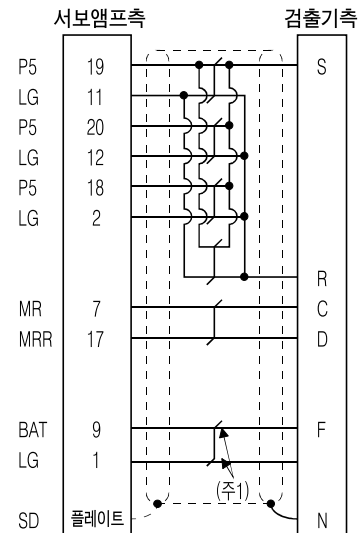 서보앰프측 검출기측
P5 19 S
LG 11
P5 20
LG 12
P5 18
LG 2
R
MR 7 C
MRR 17 D
BAT 9 F
LG 1
(주1)
SD 플레이트 N